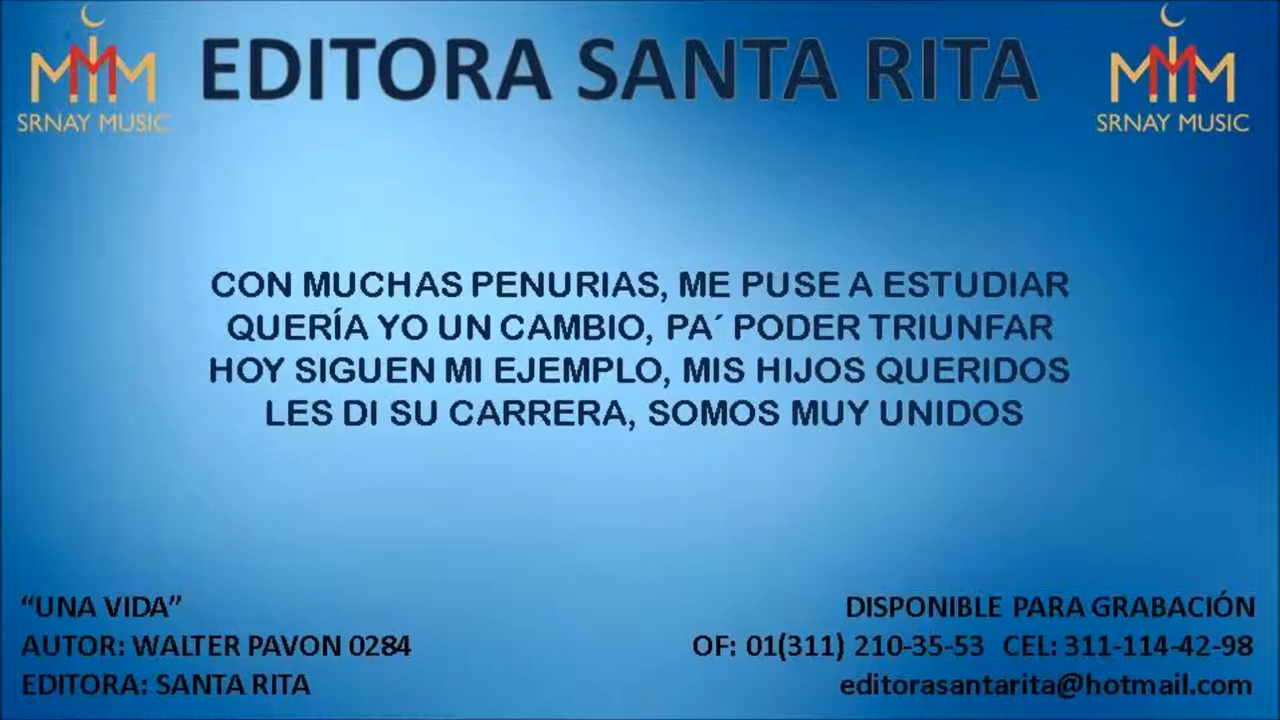 EDITORA SANTA RITA
SRNAY MUSIC
SRNAY MUSIC
CON MUCHAS PENURIAS, ME PUSE A ESTUDIAR
QUERÍA YO UN CAMBIO, PA´ PODER TRIUNFAR
HOY SIGUEN MI EJEMPLO, MIS HIJOS QUERIDOS
LES DI SU CARRERA, SOMOS MUY UNIDOS
“UNA VIDA”
AUTOR: WALTER PAVON 0284
EDITORA: SANTA RITA
DISPONIBLE PARA GRABACIÓN
OF: 01(311) 210-35-53 CEL: 311-114-42-98
editorasantarita@hotmail.com